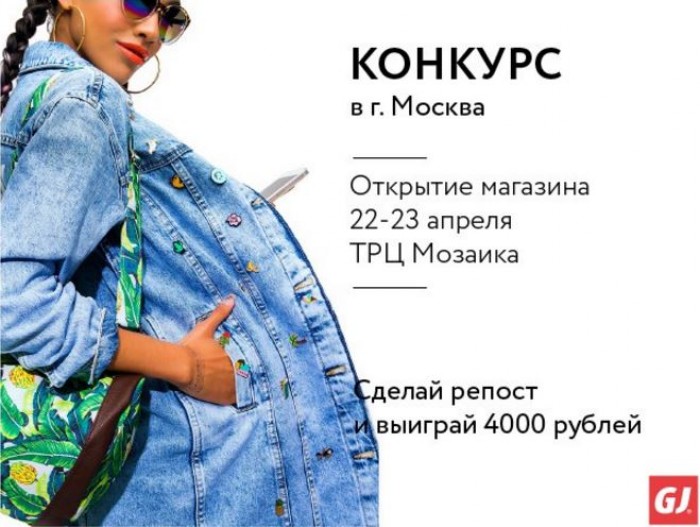 КОНКУРС
в г. Москва
Открытие магазина
22-23 апреля
ТРЦ Мозаика
Сделай репост
и выиграй 4000 рублей
GJ.